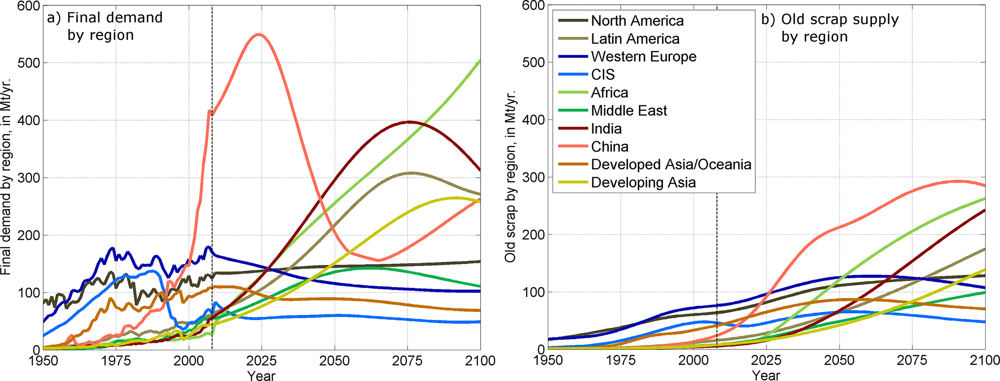 a) Final demand
by region
Final demand by region, in Mt/yr.
600
500
400
300
200
100
0
1950
1975
2000
2025
2050
2075
2100
Year
b) Old scrap supply
by region
Old scrap by region, in Mt/yr.
600
500
400
300
200
100
0
North America
Latin America
Western Europe
CIS
Africa
Middle East
India
China
Developed Asia/Oceania
Developing Asia
1950
1975
2000
2025
2050
2075
2100
Year